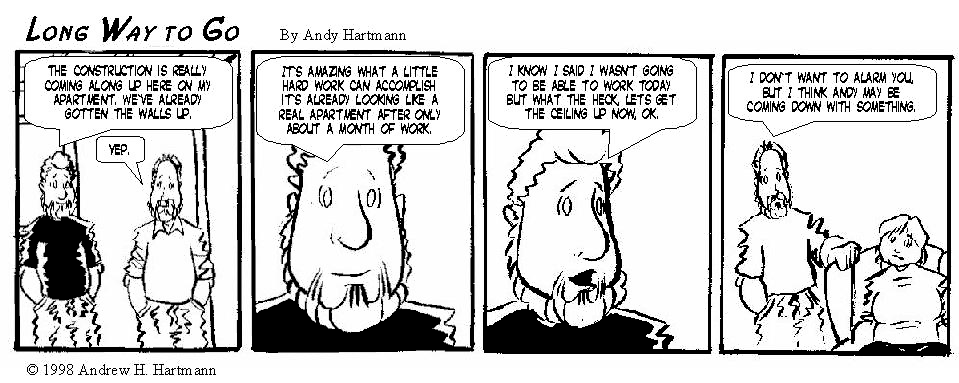 LONG WAY TO GO
By Andy Hartmann
THE CONSTRUCTION IS REALLY
COMING ALONG UP HERE ON MY
APARTMENT. WE'VE ALREADY
GOTTEN THE WALLS UP.
YEP.
IT'S AMAZING WHAT A LITTLE
HARD WORK CAN ACCOMPLISH
IT'S ALREADY LOOKING LIKE A
REAL APARTMENT AFTER ONLY
ABOUT A MONTH OF WORK.
I KNOW I SAID I WASN'T GOING
TO BE ABLE TO WORK TODAY
BUT WHAT THE HECK, LETS GET
THE CEILING UP NOW, OK.
I DON'T WANT TO ALARM YOU,
BUT I THINK ANDY MAY BE
COMING DOWN WITH SOMETHING.
© 1998 Andrew H. Hartmann